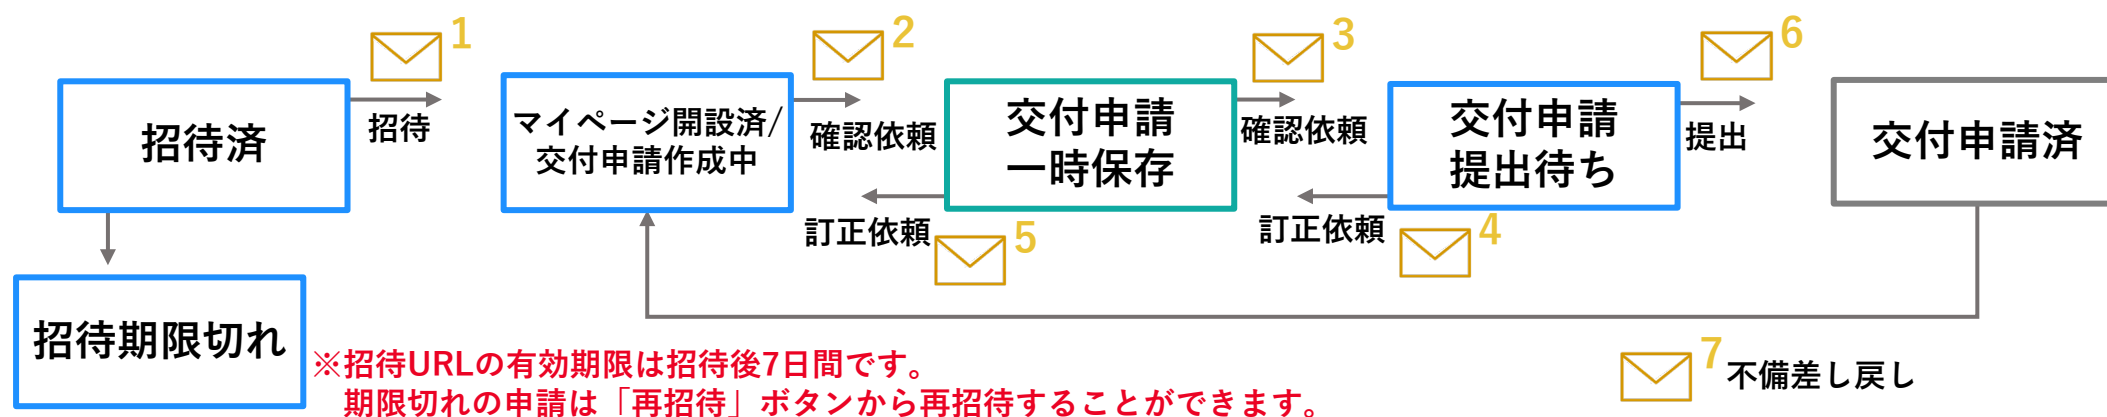 1
2
3
6
招待済
招待
マイページ開設済/
交付申請作成中
確認依頼
交付申請
一時保存
確認依頼
交付申請
提出待ち
提出
交付申請済
訂正依頼
5
訂正依頼
4
招待期限切れ
※招待URLの有効期限は招待後7日間です。
期限切れの申請は「再招待」ボタンから再招待することができます。
7
不備差し戻し